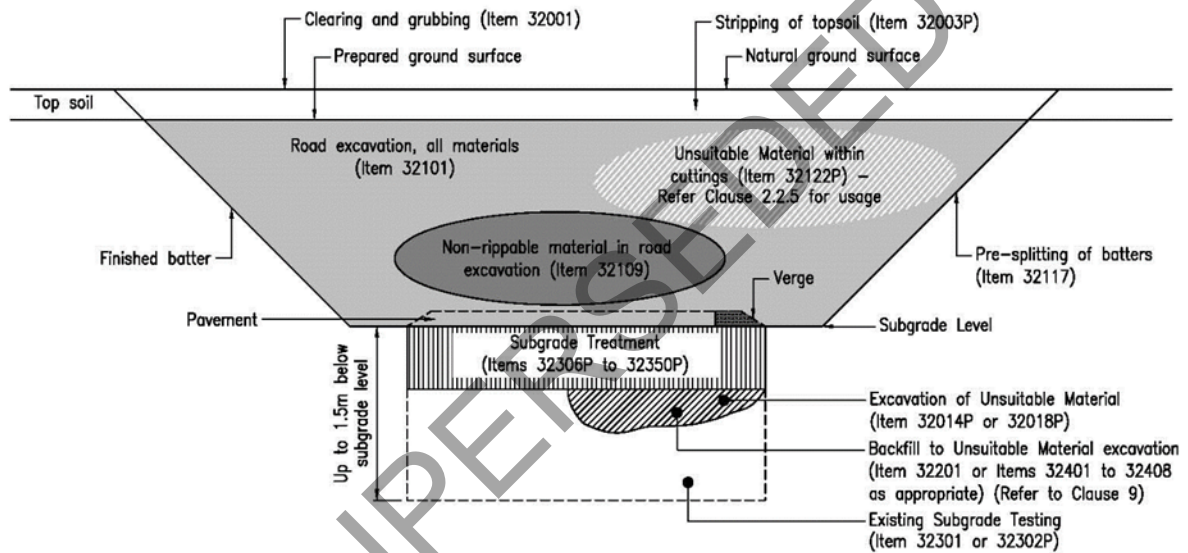 Clearing and grubbing (Item 32001)
Stripping of topsoil (Item 32003P)
Prepared ground surface
Natural ground surface
Top soil
Road excavation, all materials
(Item 32101)
Unsuitable Material within
cuttings (Item 32122P) –
Refer Clause 2.2.5 for usage
Non-rippable material in road
excavation (Item 32109)
Finished batter
Pre-splitting of batters
(Item 32117)
Verge
Pavement
Subgrade Level
Subgrade Treatment
(Items 32306P to 32350P)
Up to 1.5m below
subgrade level
Excavation of Unsuitable Material
(Item 32014P or 32018P)
Backfill to Unsuitable Material excavation
(Item 32201 or Items 32401 to 32408
as appropriate) (Refer to Clause 9)
Existing Subgrade Testing
(Item 32301 or 32302P)
IPERSEDED